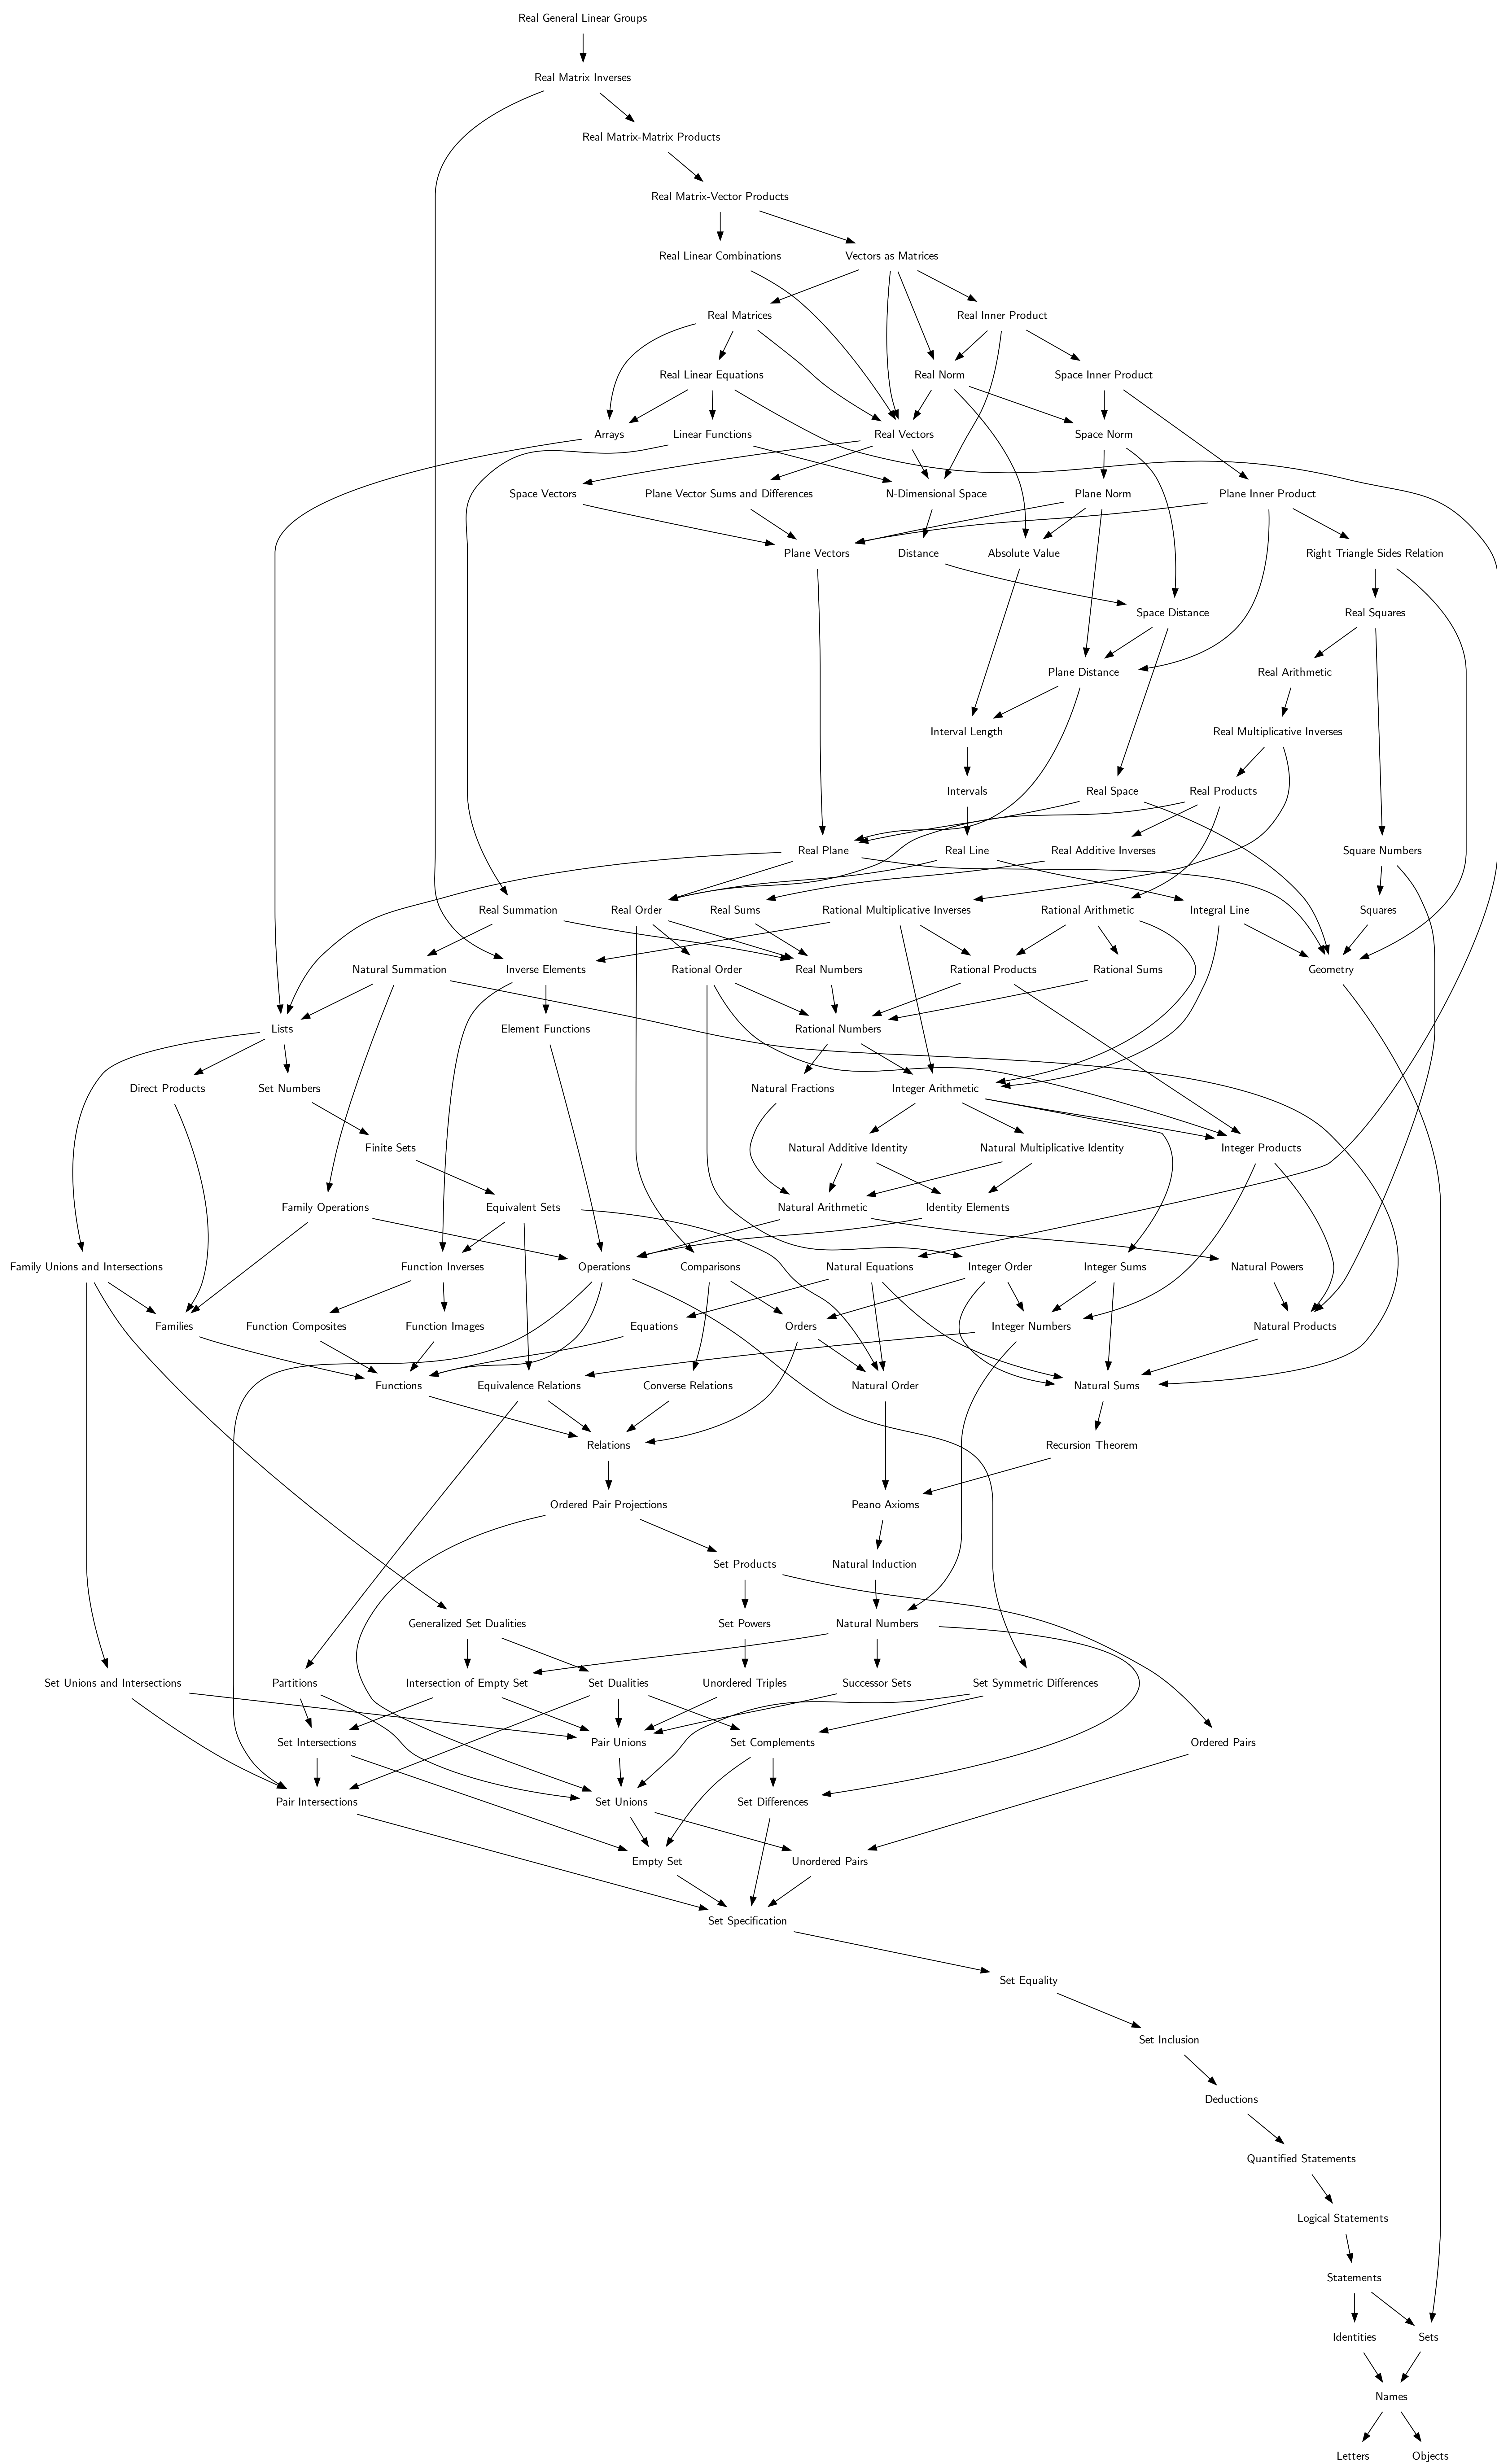 Real General Linear Groups
Real Matrix Inverses
Real Matrix-Matrix Products
Real Matrix-Vector Products
Real Linear Combinations
Vectors as Matrices
Real Matrices
Real Inner Product
Real Linear Equations
Real Norm
Space Inner Product
Arrays
Linear Functions
Real Vectors
Space Norm
Space Vectors
Plane Vector Sums and Differences
N-Dimensional Space
Plane Norm
Plane Inner Product
Plane Vectors
Distance
Absolute Value
Right Triangle Sides Relation
Space Distance
Real Squares
Plane Distance
Real Arithmetic
Interval Length
Real Multiplicative Inverses
Intervals
Real Space
Real Products
Real Plane
Real Line
Real Additive Inverses
Square Numbers
Real Summation
Real Order
Real Sums
Rational Multiplicative Inverses
Rational Arithmetic
Integral Line
Squares
Natural Summation
Inverse Elements
Rational Order
Real Numbers
Rational Products
Rational Sums
Geometry
Lists
Element Functions
Rational Numbers
Direct Products
Set Numbers
Natural Fractions
Integer Arithmetic
Finite Sets
Natural Additive Identity
Natural Multiplicative Identity
Integer Products
Family Operations
Equivalent Sets
Natural Arithmetic
Identity Elements
Family Unions and Intersections
Function Inverses
Operations
Comparisons
Natural Equations
Integer Order
Integer Sums
Natural Powers
Families
Function Composites
Function Images
Equations
Orders
Integer Numbers
Natural Products
Functions
Equivalence Relations
Converse Relations
Natural Order
Natural Sums
Relations
Recursion Theorem
Ordered Pair Projections
Peano Axioms
Set Products
Natural Induction
Generalized Set Dualities
Set Powers
Natural Numbers
Set Unions and Intersections
Partitions
Intersection of Empty Set
Set Dualities
Unordered Triples
Successor Sets
Set Symmetric Differences
Set Intersections
Pair Unions
Set Complements
Ordered Pairs
Pair Intersections
Set Unions
Set Differences
Empty Set
Unordered Pairs
Set Specification
Set Equality
Set Inclusion
Deductions
Quantified Statements
Logical Statements
Statements
Identities
Sets
Names
Letters
Objects